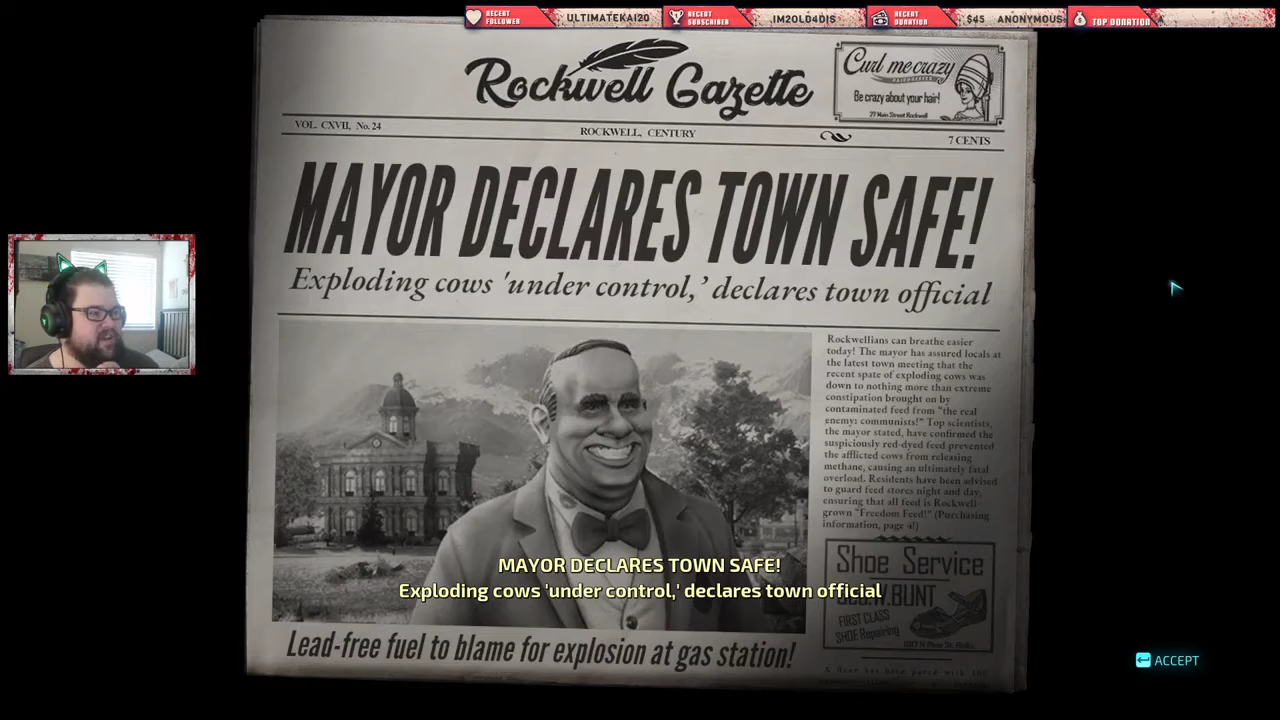 RECENT FOLLOWER
ULTIMATEKAI20
RECENT SUBSCRIBER
IM2OLD4DIS
RECENT DONATION
$45 ANONYMOUS
TOP DONATION
Rockwell Gazette
Curl me crazy
Be crazy about your hair!
27 Main Street Rockwell
VOL. CXVII, No. 24
ROCKWELL, CENTURY
7 CENTS
MAYOR DECLARES TOWN SAFE!
Exploding cows 'under control,' declares town official
Rockwellians can breathe easier
today! The mayor has assured locals at
the latest town meeting that the
recent spate of exploding cows was
down to nothing more than extreme
constipation brought on by
contaminated feed from "the real
enemy: communists!" Top scientists,
the mayor stated, have confirmed the
suspiciously red-dyed feed prevented
the afflicted cows from releasing
methane, causing an ultimately fatal
overload. Residents have been advised
to guard feed stores night and day,
ensuring that all feed is Rockwell-
grown "Freedom Feed!" (Purchasing
information, page 4!)
MAYOR DECLARES TOWN SAFE!
Exploding cows 'under control,' declares town official
Shoe Service
W.BUNT
FIRST CLASS
SHOE Repairing
Lead-free fuel to blame for explosion at gas station!
ACCEPT